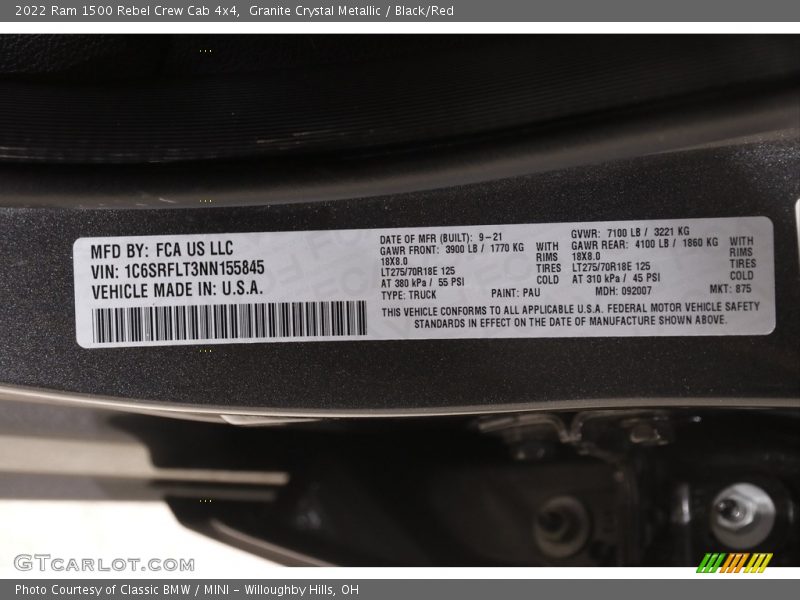 2022 Ram 1500 Rebel Crew Cab 4x4, Granite Crystal Metallic / Black/Red
MFD BY: FCA US LLC
VIN: 1C6SRFLT3NN155845
VEHICLE MADE IN: U.S.A.
DATE OF MFR (BUILT): 9-21
GAWR FRONT: 3900 LB / 1770 KG WITH
18X8.0 RIMS
LT275/70R18E 125 TIRES
AT 380 kPa / 55 PSI COLD
TYPE: TRUCK PAINT: PAU
GVWR: 7100 LB / 3221 KG
GAWR REAR: 4100 LB / 1860 KG WITH
18X8.0 RIMS
LT275/70R18E 125 TIRES
AT 310 kPa / 45 PSI COLD
MDH: 092007 MKT: 875
THIS VEHICLE CONFORMS TO ALL APPLICABLE U.S.A. FEDERAL MOTOR VEHICLE SAFETY
STANDARDS IN EFFECT ON THE DATE OF MANUFACTURE SHOWN ABOVE.
GTCARLOT.COM
Photo Courtesy of Classic BMW / MINI - Willoughby Hills, OH